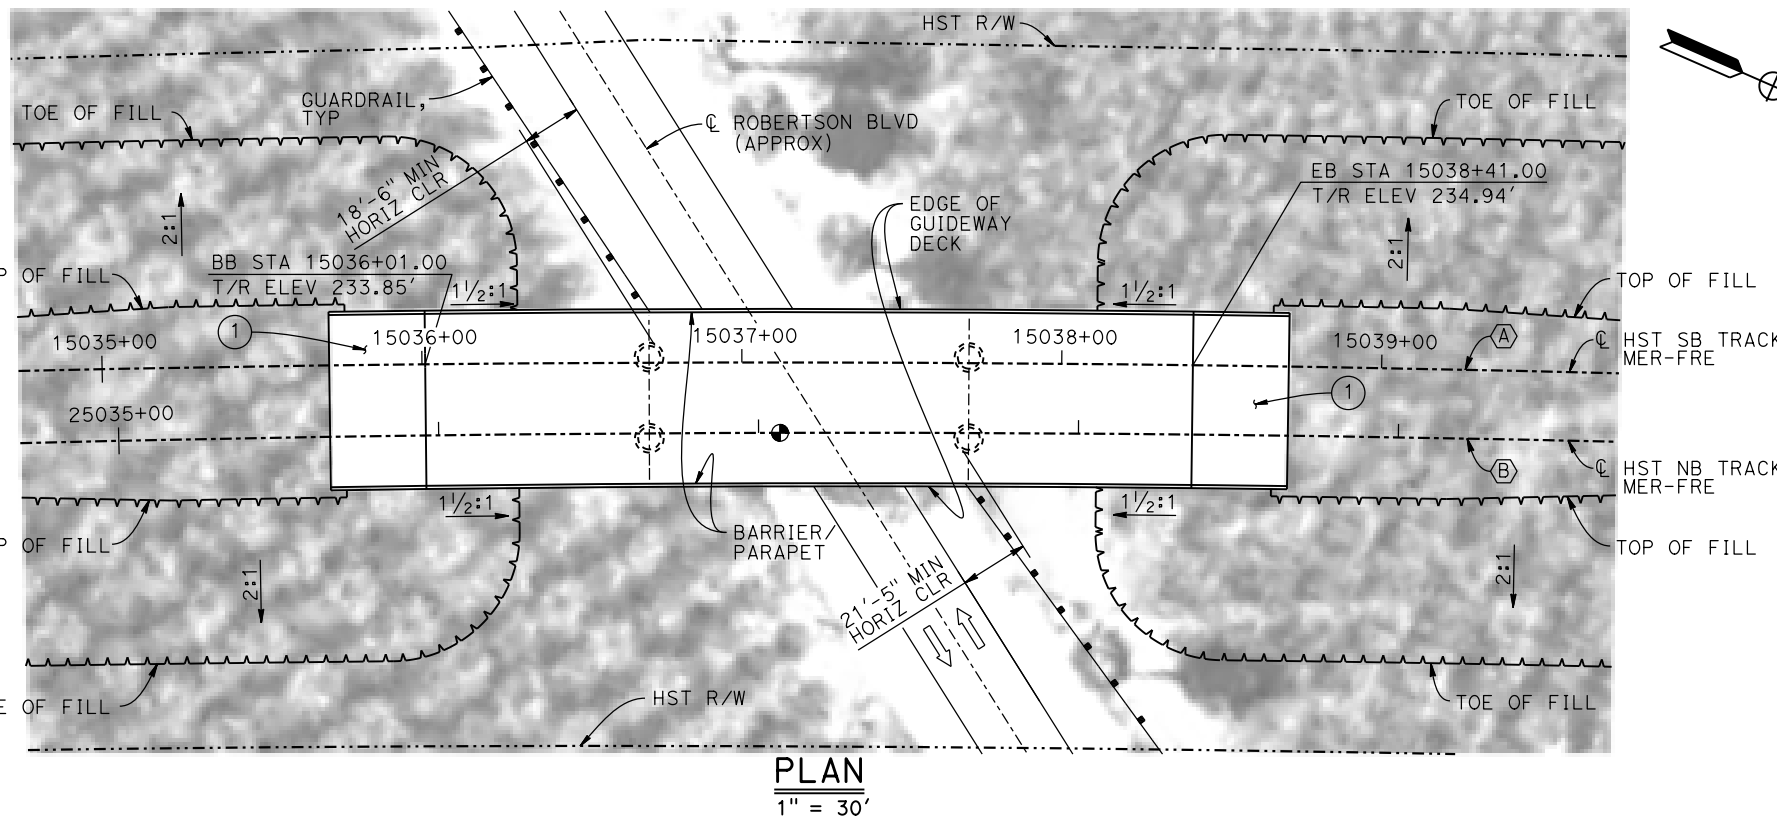 HST R/W
TOE OF FILL
GUARDRAIL,
TYP
℄ ROBERTSON BLVD
(APPROX)
TOE OF FILL
18'-6" MIN
HORIZ CLR
EB STA 15038+41.00
T/R ELEV 234.94'
EDGE OF
GUIDEWAY
DECK
2:1
2:1
BB STA 15036+01.00
T/R ELEV 233.85'
P OF FILL
1½:1
1½:1
TOP OF FILL
15035+00
1
15036+00
15037+00
15038+00
15039+00
A
℄ HST SB TRACK
MER-FRE
25035+00
1
B
℄ HST NB TRACK
MER-FRE
1½:1
1½:1
P OF FILL
BARRIER/
PARAPET
TOP OF FILL
2:1
21'-5" MIN
HORIZ CLR
2:1
E OF FILL
HST R/W
TOE OF FILL
PLAN
1" = 30'